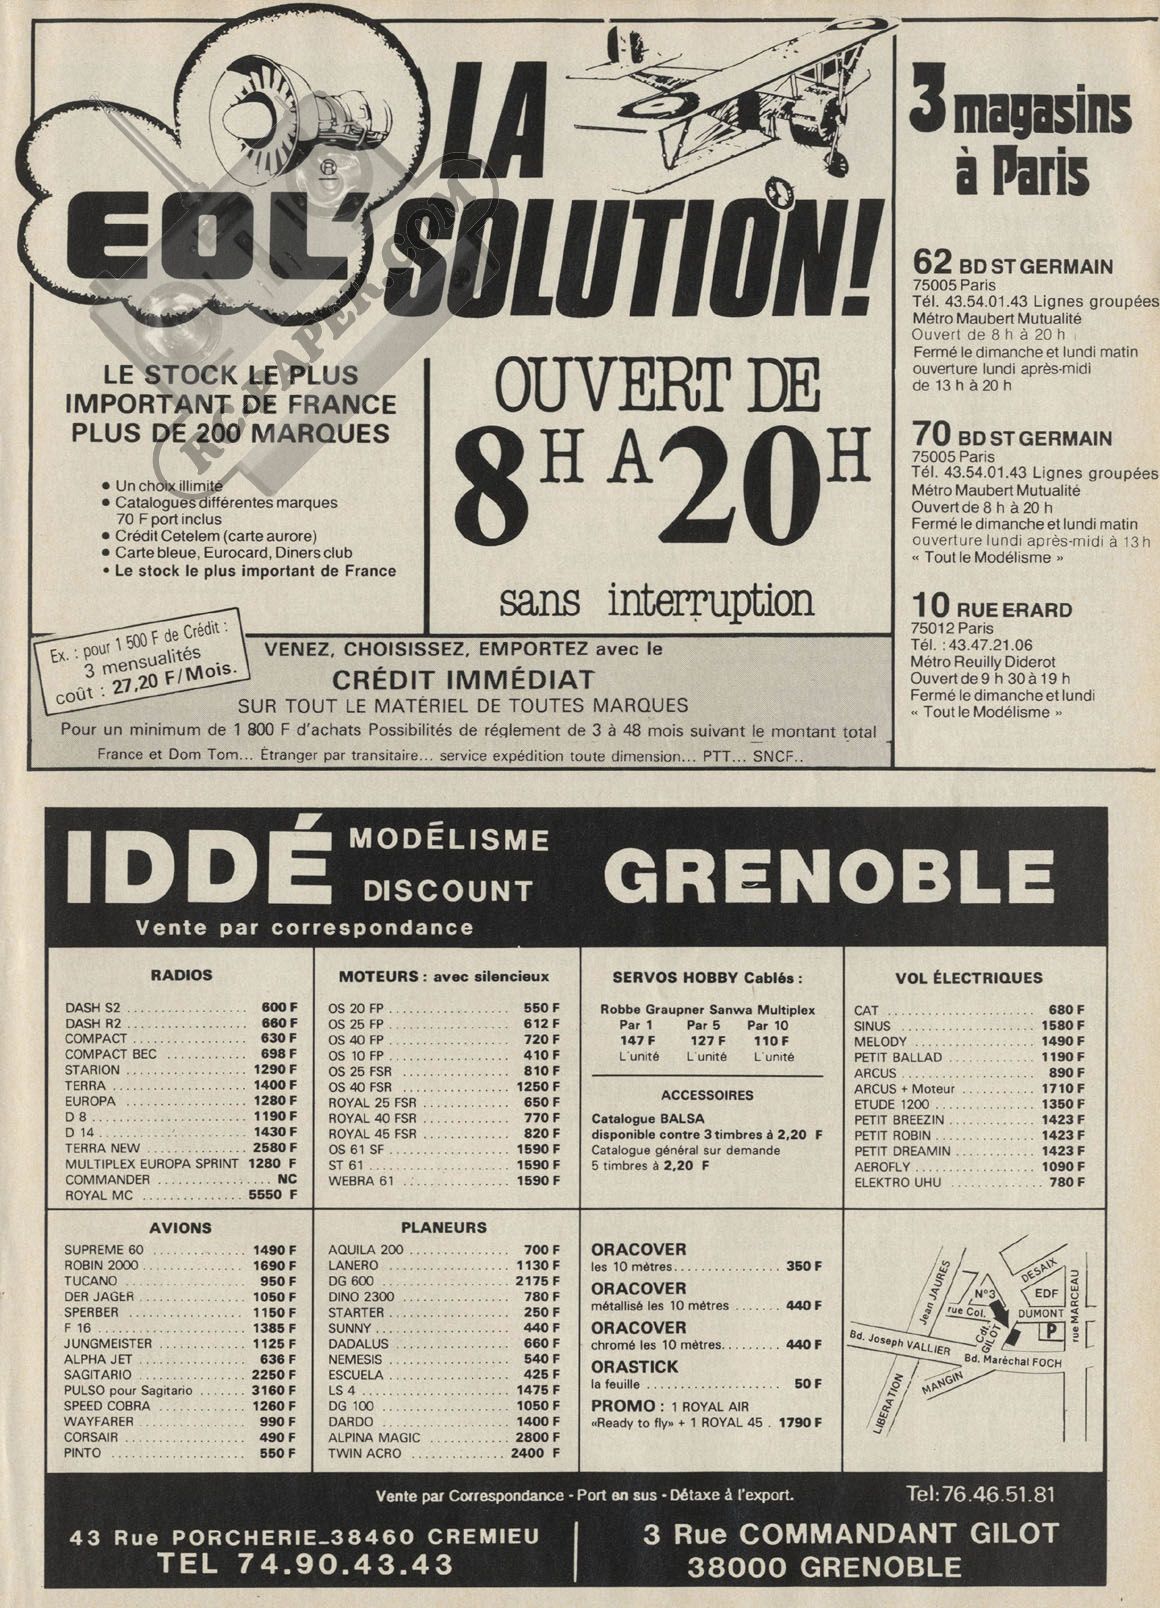 EOL'
®
LA
SOLUTION!
RC-PAPER.COM
LE STOCK LE PLUS
IMPORTANT DE FRANCE
PLUS DE 200 MARQUES
• Un choix illimité
• Catalogues différentes marques
70 F port inclus
• Crédit Cetelem (carte aurore)
• Carte bleue, Eurocard, Diners club
• Le stock le plus important de France
OUVERT DE
8H A 20H
sans interruption
Ex. : pour 1 500 F de Crédit :
3 mensualités
coût : 27,20 F/Mois.
VENEZ, CHOISISSEZ, EMPORTEZ avec le
CRÉDIT IMMÉDIAT
SUR TOUT LE MATÉRIEL DE TOUTES MARQUES
Pour un minimum de 1 800 F d'achats Possibilités de réglement de 3 à 48 mois suivant le montant total
France et Dom Tom... Étranger par transitaire... service expédition toute dimension... PTT... SNCF..
3 magasins
à Paris
62 BD ST GERMAIN
75005 Paris
Tél. 43.54.01.43 Lignes groupées
Métro Maubert Mutualité
Ouvert de 8 h à 20 h
Fermé le dimanche et lundi matin
ouverture lundi après-midi
de 13 h à 20 h
70 BD ST GERMAIN
75005 Paris
Tél. 43.54.01.43 Lignes groupées
Métro Maubert Mutualité
Ouvert de 8 h à 20 h
Fermé le dimanche et lundi matin
ouverture lundi après-midi à 13 h
« Tout le Modélisme »
10 RUE ERARD
75012 Paris
Tél. : 43.47.21.06
Métro Reuilly Diderot
Ouvert de 9 h 30 à 19 h
Fermé le dimanche et lundi
« Tout le Modélisme »
IDDÉ MODÉLISME
DISCOUNT
GRENOBLE
Vente par correspondance
RADIOS
DASH S2 ................ 600 F
DASH R2 ................ 660 F
COMPACT ................ 630 F
COMPACT BEC ............ 698 F
STARION ................ 1290 F
TERRA .................. 1400 F
EUROPA ................. 1280 F
D 8 .................... 1190 F
D 14 ................... 1430 F
TERRA NEW .............. 2580 F
MULTIPLEX EUROPA SPRINT 1280 F
COMMANDER .............. NC
ROYAL MC ............... 5550 F
MOTEURS : avec silencieux
OS 20 FP ............... 550 F
OS 25 FP ............... 612 F
OS 40 FP ............... 720 F
OS 10 FP ............... 410 F
OS 25 FSR .............. 810 F
OS 40 FSR .............. 1250 F
ROYAL 25 FSR ........... 650 F
ROYAL 40 FSR ........... 770 F
ROYAL 45 FSR ........... 820 F
OS 61 SF ............... 1590 F
ST 61 .................. 1590 F
WEBRA 61 ............... 1590 F
SERVOS HOBBY Cablés :
Robbe Graupner Sanwa Multiplex
Par 1 Par 5 Par 10
147 F 127 F 110 F
L'unité L'unité L'unité
ACCESSOIRES
Catalogue BALSA
disponible contre 3 timbres à 2,20 F
Catalogue général sur demande
5 timbres à 2,20 F
VOL ÉLECTRIQUES
CAT .................... 680 F
SINUS .................. 1580 F
MELODY ................. 1490 F
PETIT BALLAD ........... 1190 F
ARCUS .................. 890 F
ARCUS + Moteur ......... 1710 F
ETUDE 1200 ............. 1350 F
PETIT BREEZIN .......... 1423 F
PETIT ROBIN ............ 1423 F
PETIT DREAMIN .......... 1423 F
AEROFLY ................ 1090 F
ELEKTRO UHU ............ 780 F
AVIONS
SUPREME 60 ............. 1490 F
ROBIN 2000 ............. 1690 F
TUCANO ................. 950 F
DER JAGER .............. 1050 F
SPERBER ................ 1150 F
F 16 ................... 1385 F
JUNGMEISTER ............ 1125 F
ALPHA JET .............. 636 F
SAGITARIO .............. 2250 F
PULSO pour Sagitario ... 3160 F
SPEED COBRA ............ 1260 F
WAYFARER ............... 990 F
CORSAIR ................ 490 F
PINTO .................. 550 F
PLANEURS
AQUILA 200 ............. 700 F
LANERO ................. 1130 F
DG 600 ................. 2175 F
DINO 2300 .............. 780 F
STARTER ................ 250 F
SUNNY .................. 440 F
DADALUS ................ 660 F
NEMESIS ................ 540 F
ESCUELA ................ 425 F
LS 4 ................... 1475 F
DG 100 ................. 1050 F
DARDO .................. 1400 F
ALPINA MAGIC ........... 2800 F
TWIN ACRO .............. 2400 F
ORACOVER
les 10 mètres........... 350 F
ORACOVER
métallisé les 10 mètres ....... 440 F
ORACOVER
chromé les 10 mètres......... 440 F
ORASTICK
la feuille ............. 50 F
PROMO : 1 ROYAL AIR
«Ready to fly» + 1 ROYAL 45 . 1790 F
Jean JAURES
DESAIX
N°3
EDF
rue Col.
DUMONT
rue MARCEAU
Cdt. GILOT
P
Bd. Joseph VALLIER
Bd. Maréchal FOCH
MANGIN
LIBERATION
Vente par Correspondance - Port en sus - Détaxe à l'export.
Tel:76.46.51.81
43 Rue PORCHERIE_38460 CREMIEU
TEL 74.90.43.43
3 Rue COMMANDANT GILOT
38000 GRENOBLE